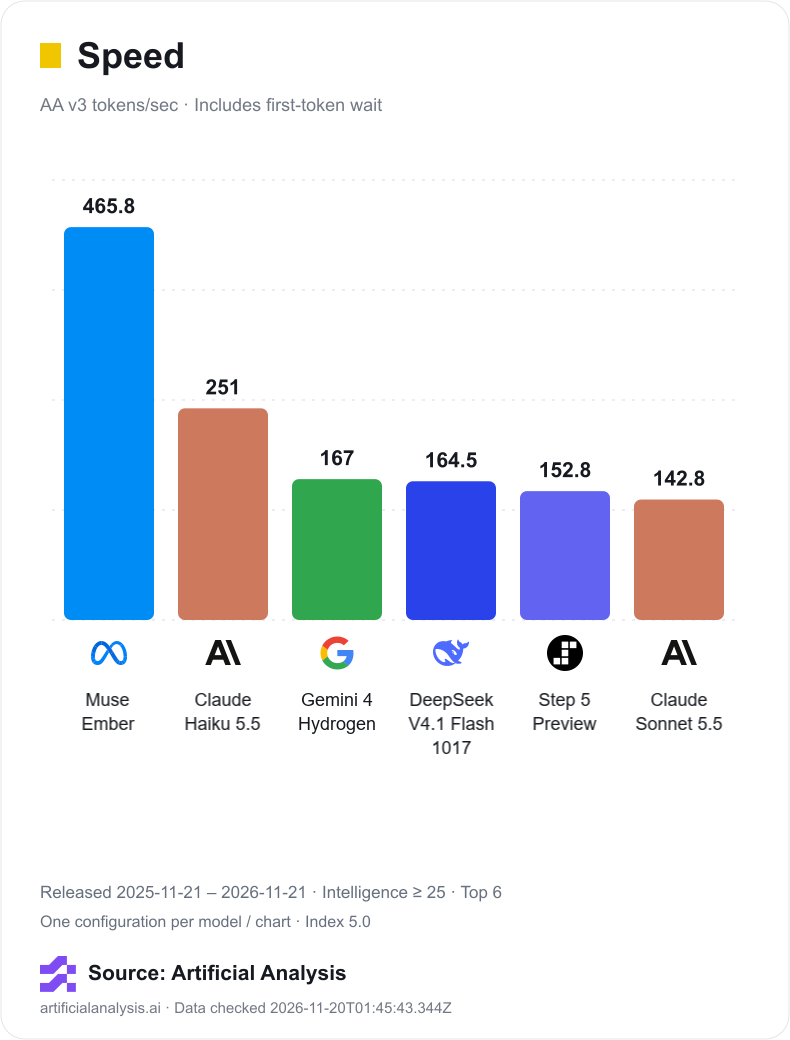 Speed
AA v3 tokens/sec · Includes first-token wait
465.8
251
167
164.5
152.8
142.8
Muse
Ember
Claude
Haiku 5.5
Gemini 4
Hydrogen
DeepSeek
V4.1 Flash
1017
Step 5
Preview
Claude
Sonnet 5.5
Released 2025-11-21 – 2026-11-21 · Intelligence ≥ 25 · Top 6
One configuration per model / chart · Index 5.0
Source: Artificial Analysis
artificialanalysis.ai · Data checked 2026-11-20T01:45:43.344Z